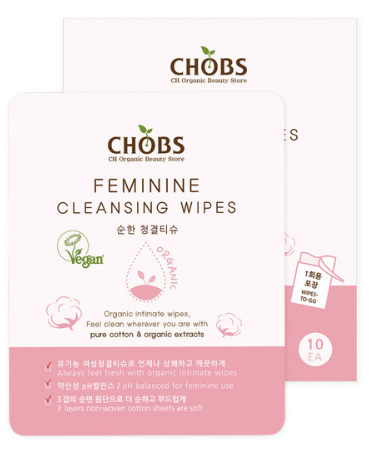 CHOBS
CH Organic Beauty Store
ES
1회용
포장
WIPES-
TO-GO
10
EA
CHOBS
CH Organic Beauty Store
FEMININE
CLEANSING WIPES
순한 청결티슈
Vegan
ORGANIC
Organic intimate wipes,
Feel clean wherever you are with
pure cotton & organic extracts
유기농 여성청결티슈로 언제나 상쾌하고 깨끗하게
Always feel fresh with organic intimate wipes
약산성 pH발란스 / pH balanced for feminine use
3겹의 순면 원단으로 더 순하고 부드럽게
3 layers non-woven cotton sheets are soft